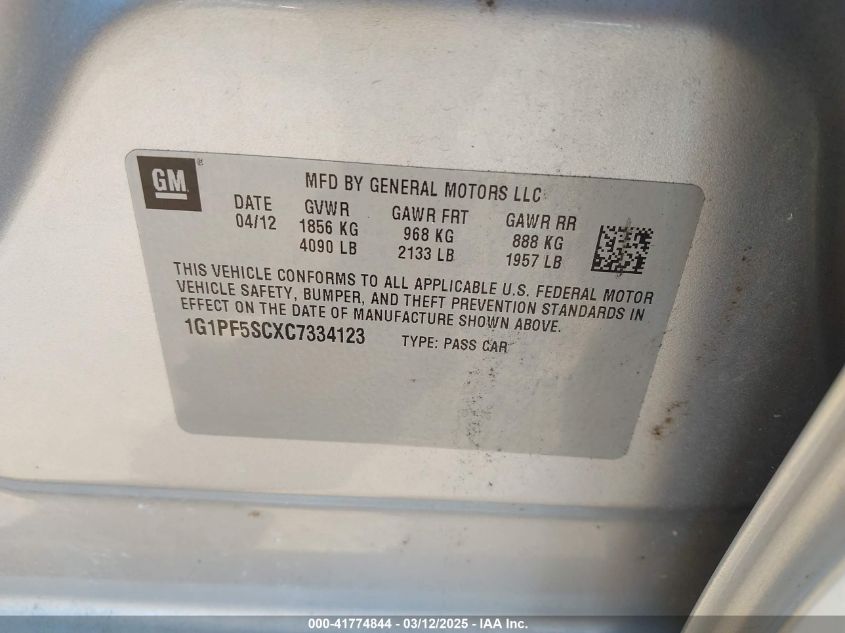 GM®
MFD BY GENERAL MOTORS LLC
DATE GVWR GAWR FRT GAWR RR
04/12 1856 KG 968 KG 888 KG
4090 LB 2133 LB 1957 LB
THIS VEHICLE CONFORMS TO ALL APPLICABLE U.S. FEDERAL MOTOR
VEHICLE SAFETY, BUMPER, AND THEFT PREVENTION STANDARDS IN
EFFECT ON THE DATE OF MANUFACTURE SHOWN ABOVE.
1G1PF5SCXC7334123 TYPE: PASS CAR
000-41774844 - 03/12/2025 - IAA Inc.